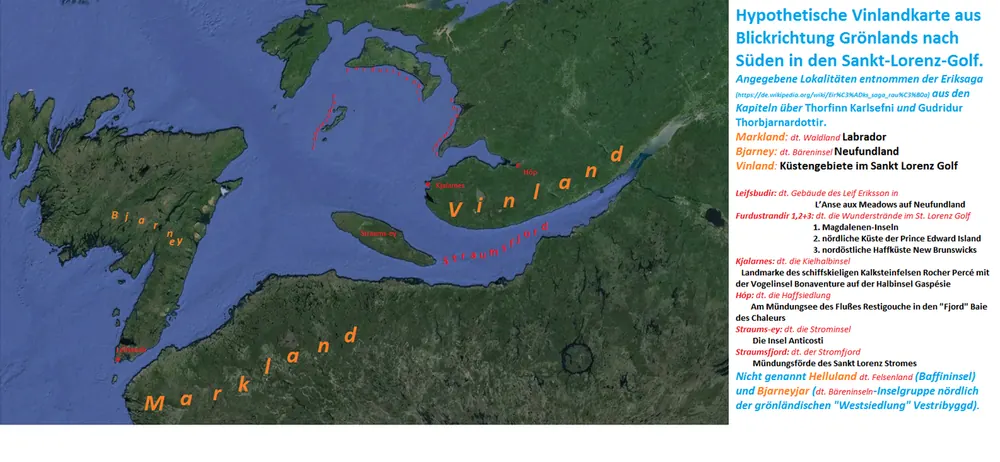 Hypothetische Vinlandkarte aus
Blickrichtung Grönlands nach
Süden in den Sankt-Lorenz-Golf.
Angegebene Lokalitäten entnommen der Eriksaga
(https://de.wikipedia.org/wiki/Eir%C3%ADks_saga_rau%C3%B0a) aus den
Kapiteln über Thorfinn Karlsefni und Gudridur
Thorbjarnardottir.
Markland: dt. Waldland Labrador
Bjarney: dt. Bäreninsel Neufundland
Vinland: Küstengebiete im Sankt Lorenz Golf
Leifsbudir: dt. Gebäude des Leif Eriksson in
L'Anse aux Meadows auf Neufundland
Furdustrandir 1,2+3: dt. die Wunderstrände im St. Lorenz Golf
1. Magdalenen-Inseln
2. nördliche Küste der Prince Edward Island
3. nordöstliche Haffküste New Brunswicks
Kjalarnes: dt. die Kielhalbinsel
Landmarke des schiffskieligen Kalksteinfelsen Rocher Percé mit
der Vogelinsel Bonaventure auf der Halbinsel Gaspésie
Hóp: dt. die Haffsiedlung
Am Mündungsee des Flußes Restigouche in den "Fjord" Baie
des Chaleurs
Straums-ey: dt. die Strominsel
Die Insel Anticosti
Straumsfjord: dt. der Stromfjord
Mündungsförde des Sankt Lorenz Stromes
Nicht genannt Helluland dt. Felsenland (Baffininsel)
und Bjarneyjar (dt. Bäreninseln-Inselgruppe nördlich
der grönländischen "Westsiedlung" Vestribyggd).
Hóp
Kjalarnes
Vinland
Bjarney
Straums-ey
Straumsfjord
Markland